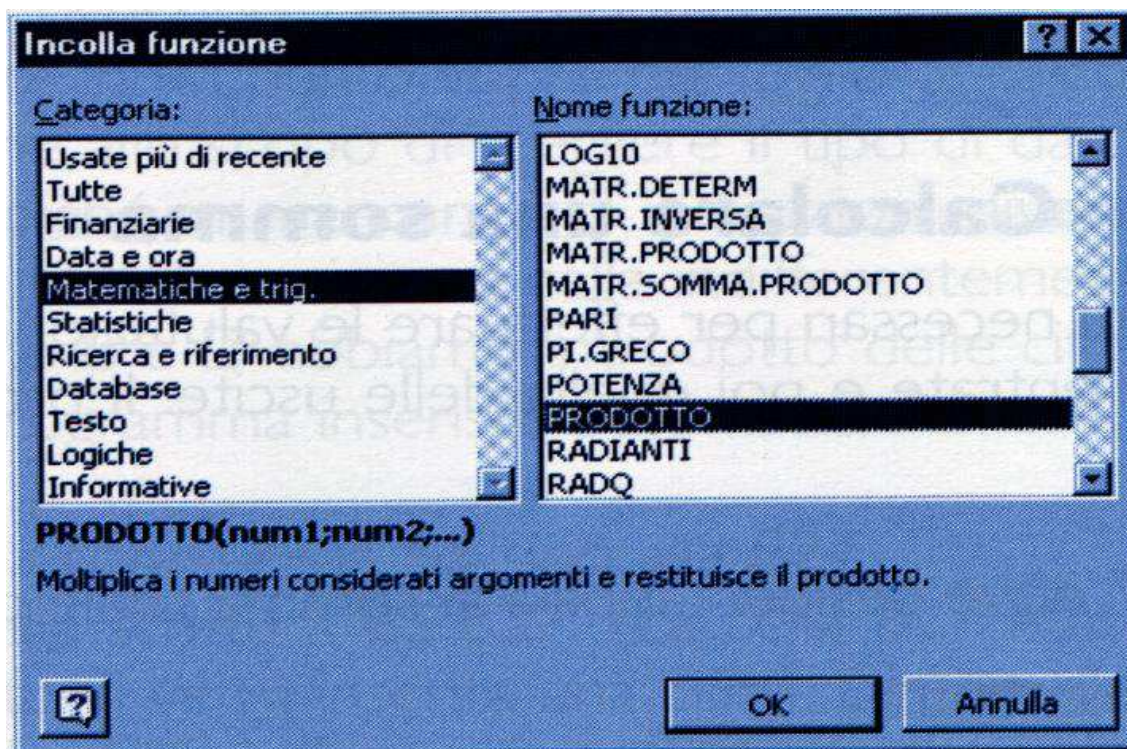 Incolla funzione
Categoria:
Usate più di recente
Tutte
Finanziarie
Data e ora
Matematiche e trig.
Statistiche
Ricerca e riferimento
Database
Testo
Logiche
Informative
Nome funzione:
LOG10
MATR.DETERM
MATR.INVERSA
MATR.PRODOTTO
MATR.SOMMA.PRODOTTO
PARI
PI.GRECO
POTENZA
PRODOTTO
RADIANTI
RADQ
PRODOTTO(num1;num2;...)
Moltiplica i numeri considerati argomenti e restituisce il prodotto.
OK
Annulla